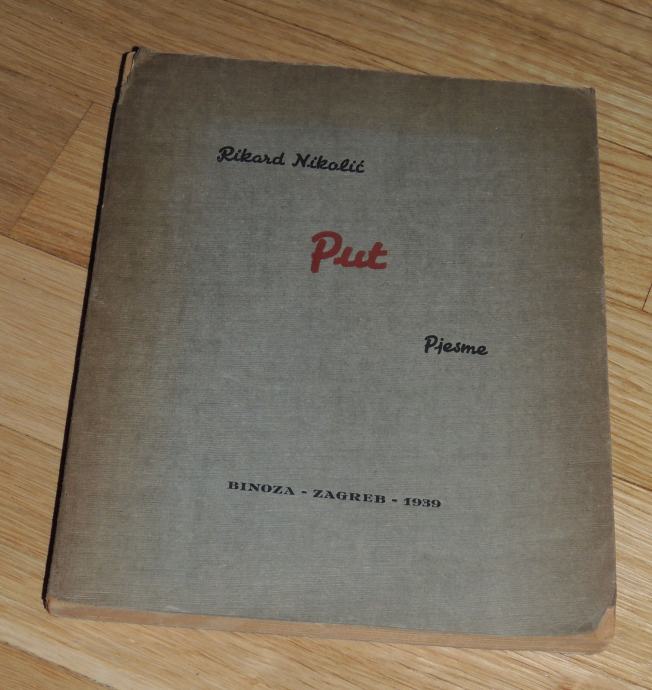 Rikard Nikolić
Put
Pjesme
BINOZA - ZAGREB - 1939